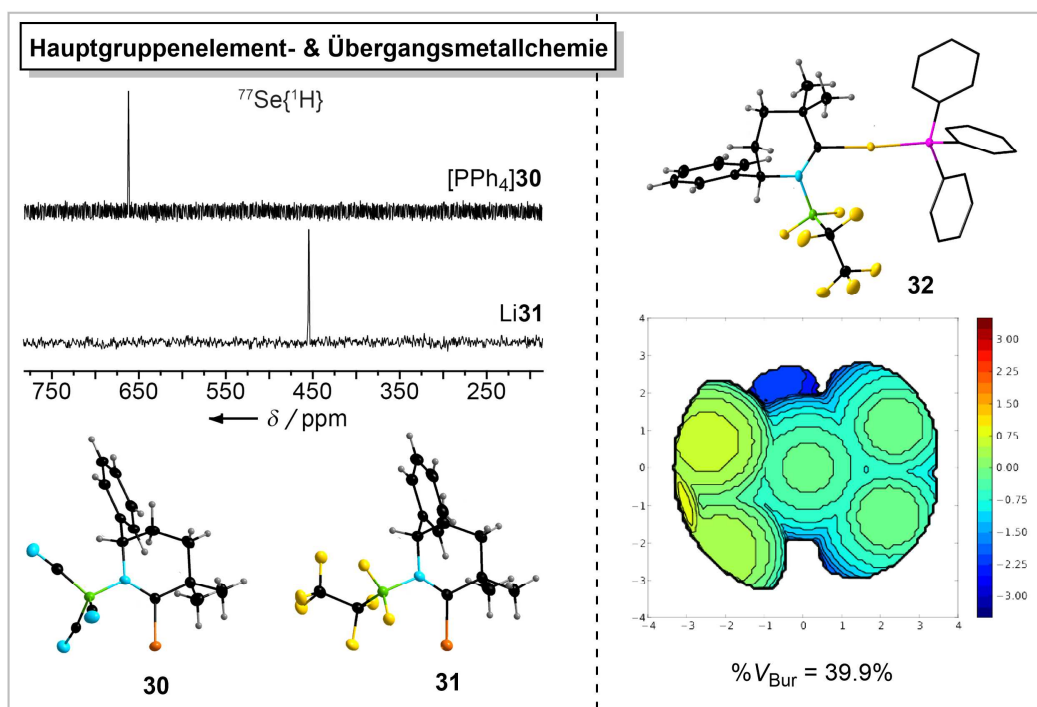 Hauptgruppenelement- & Übergangsmetallchemie
⁷⁷Se{¹H}
[PPh₄]30
Li31
750 650 550 450 350 250
δ / ppm
30
31
32
4
3
2
1
0
−1
−2
−3
−4
−4 −3 −2 −1 0 1 2 3 4
3 00
2.25
1.50
0.75
0.00
−0.75
−1.50
−2.25
−3.00
%V_Bur = 39.9%